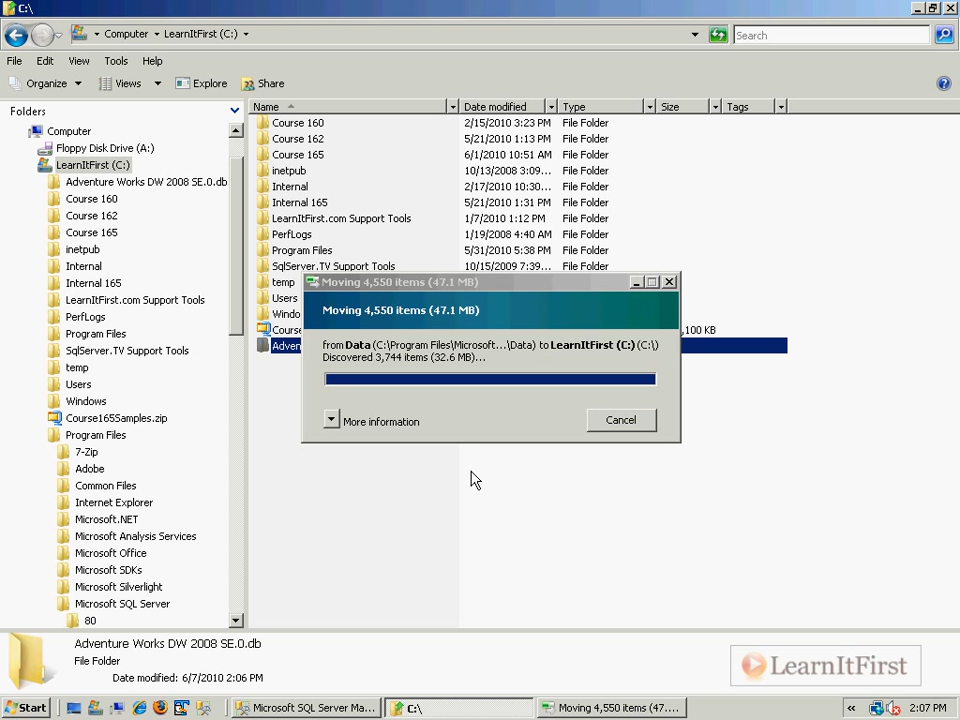 C:\
Computer LearnItFirst (C:)
Search
File Edit View Tools Help
Organize Views Explore Share
Folders
Computer
Floppy Disk Drive (A:)
LearnItFirst (C:)
Adventure Works DW 2008 SE.0.db
Course 160
Course 162
Course 165
inetpub
Internal
Internal 165
LearnItFirst.com Support Tools
PerfLogs
Program Files
SqlServer.TV Support Tools
temp
Users
Windows
Course165Samples.zip
Program Files
7-Zip
Adobe
Common Files
Internet Explorer
Microsoft.NET
Microsoft Analysis Services
Microsoft Office
Microsoft SDKs
Microsoft Silverlight
Microsoft SQL Server
80
Name Date modified Type Size Tags
Course 160 2/15/2010 3:23 PM File Folder
Course 162 5/21/2010 1:13 PM File Folder
Course 165 6/1/2010 10:51 AM File Folder
inetpub 10/13/2008 3:09... File Folder
Internal 2/17/2010 10:30... File Folder
Internal 165 5/21/2010 1:31 PM File Folder
LearnItFirst.com Support Tools 1/7/2010 1:12 PM File Folder
PerfLogs 1/19/2008 4:40 AM File Folder
Program Files 5/31/2010 5:38 PM File Folder
SqlServer.TV Support Tools 10/15/2009 7:39... File Folder
temp
Users
Windo
Cours ,100 KB
Adven
Moving 4,550 items (47.1 MB)
Moving 4,550 items (47.1 MB)
from Data (C:\Program Files\Microsoft...\Data) to LearnItFirst (C:) (C:\)
Discovered 3,744 items (32.6 MB)...
More information
Cancel
Adventure Works DW 2008 SE.0.db
File Folder
Date modified: 6/7/2010 2:06 PM
LearnItFirst
Start Microsoft SQL Server Ma... C:\ Moving 4,550 items (47.... « 2:07 PM